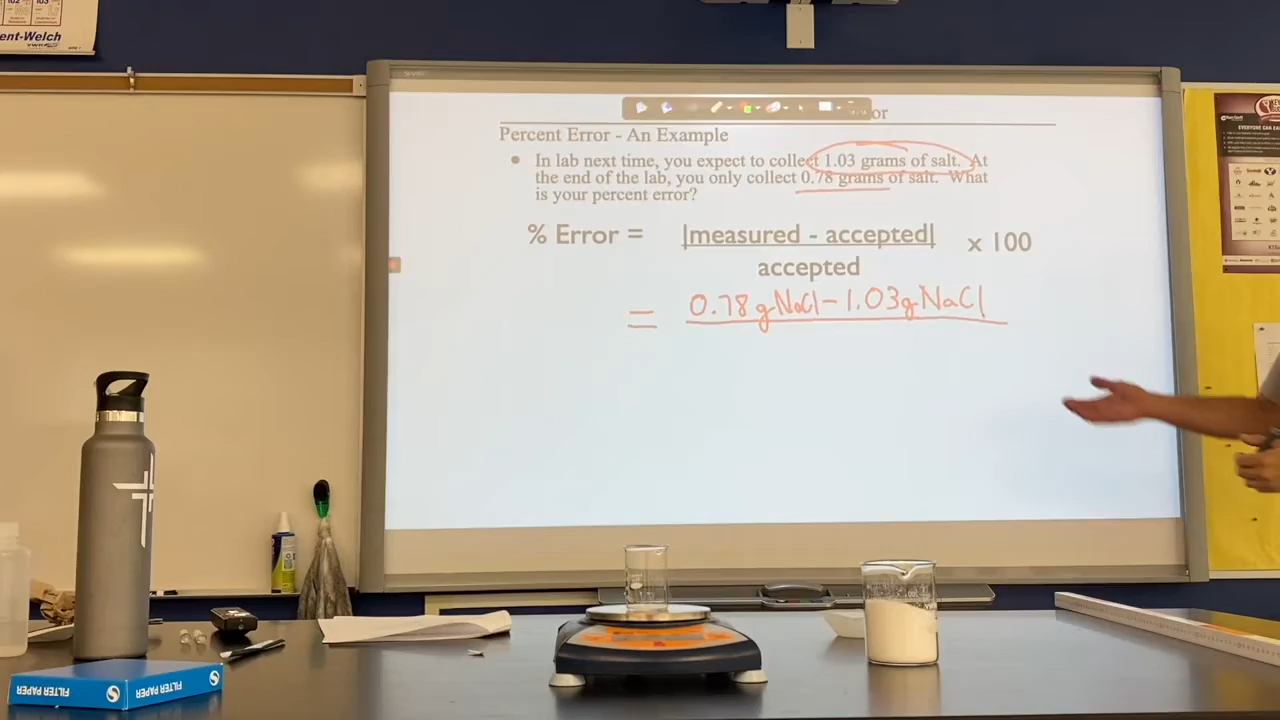 ent-Welch
vwr
or
Percent Error - An Example
• In lab next time, you expect to collect 1.03 grams of salt. At
the end of the lab, you only collect 0.78 grams of salt. What
is your percent error?
% Error = |measured - accepted| x 100
accepted
= 0.78 g NaCl - 1.03 g NaCl
EVERYONE CAN EA
FILTER PAPER
FILTER PAPER